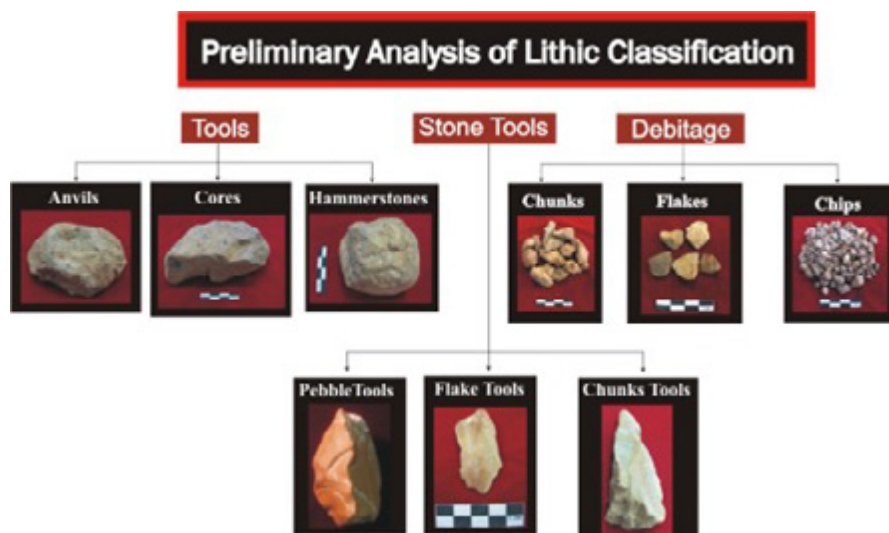 Preliminary Analysis of Lithic Classification
Tools
Stone Tools
Debitage
Anvils
Cores
Hammerstones
Chunks
Flakes
Chips
PebbleTools
Flake Tools
Chunks Tools